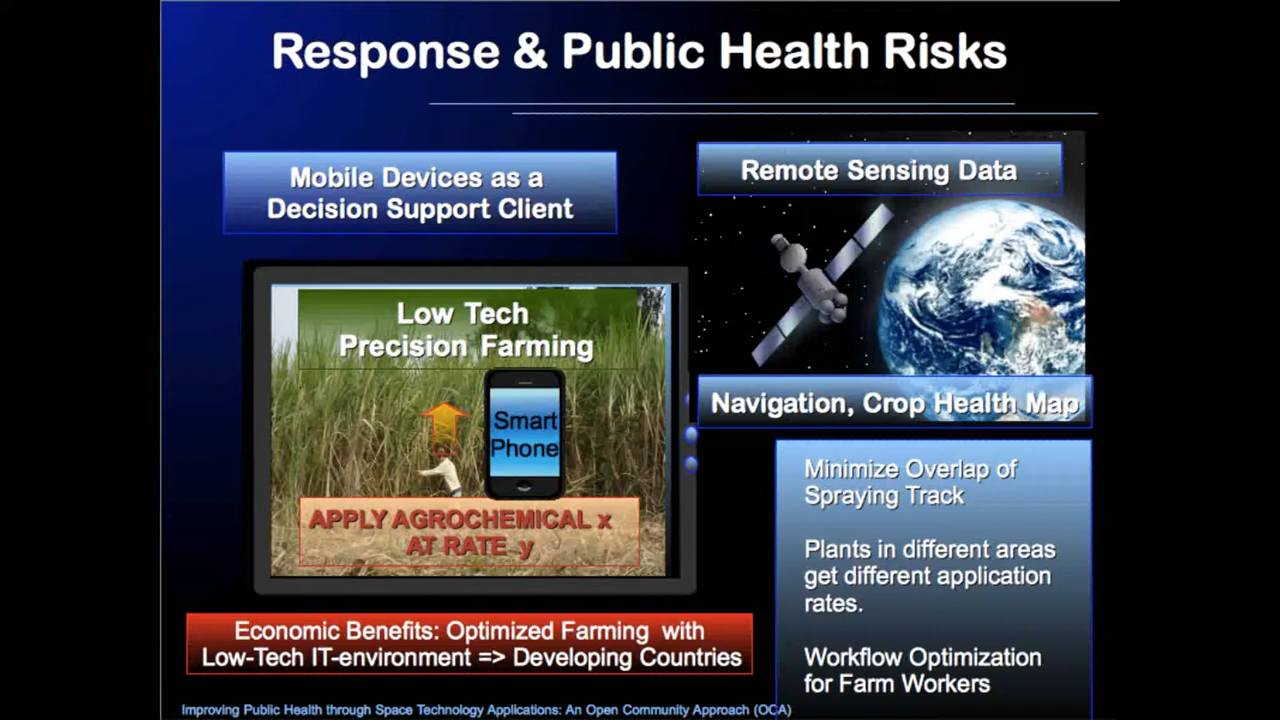 Response & Public Health Risks
Mobile Devices as a
Decision Support Client
Remote Sensing Data
Low Tech
Precision Farming
Smart
Phone
APPLY AGROCHEMICAL x
AT RATE y
Navigation, Crop Health Map
Minimize Overlap of
Spraying Track
Plants in different areas
get different application
rates.
Workflow Optimization
for Farm Workers
Economic Benefits: Optimized Farming with
Low-Tech IT-environment => Developing Countries
Improving Public Health through Space Technology Applications: An Open Community Approach (OCA)